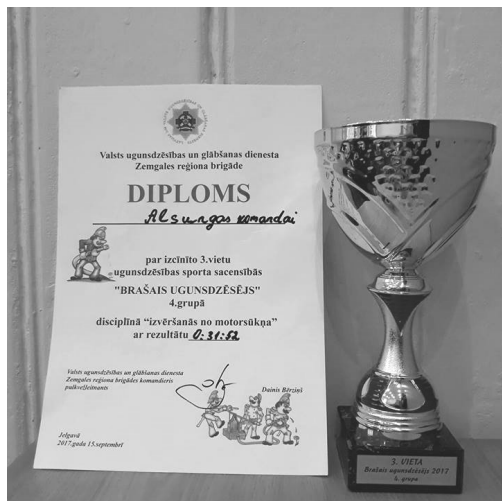 Valsts ugunsdzēsības un glābšanas dienesta
Zemgales reģiona brigāde
DIPLOMS
Alsungas komandai
par izcīnīto 3.vietu
ugunsdzēsības sporta sacensībās
"BRAŠAIS UGUNSDZĒSĒJS"
4.grupā
disciplīnā “izvēršanās no motorsūkņa”
ar rezultātu 0:31:52
Valsts ugunsdzēsības un glābšanas dienesta
Zemgales reģiona brigādes komandieris
pulkvežleitnants
Dainis Bērziņš
Jelgavā
2017.gada 15.septembrī
3. VIETA
Brašais ugunsdzēsējs 2017
4. grupa